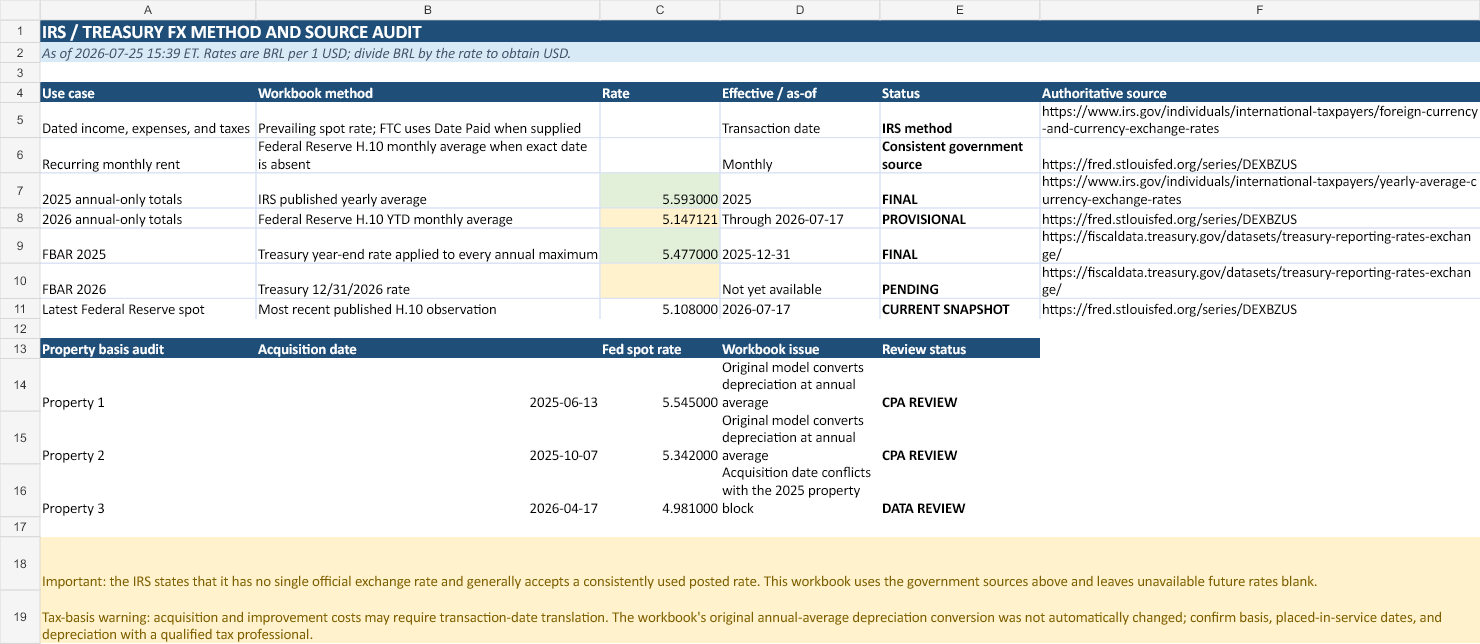 A B C D E F
1 IRS / TREASURY FX METHOD AND SOURCE AUDIT
2 As of 2026-07-25 15:39 ET. Rates are BRL per 1 USD; divide BRL by the rate to obtain USD.
3
4 Use case Workbook method Rate Effective / as-of Status Authoritative source
https://www.irs.gov/individuals/international-taxpayers/foreign-currency
5 Dated income, expenses, and taxes Prevailing spot rate; FTC uses Date Paid when supplied Transaction date IRS method -and-currency-exchange-rates
Federal Reserve H.10 monthly average when exact date Consistent government
6 Recurring monthly rent is absent Monthly source https://fred.stlouisfed.org/series/DEXBZUS
https://www.irs.gov/individuals/international-taxpayers/yearly-average-c
7 2025 annual-only totals IRS published yearly average 5.593000 2025 FINAL urrency-exchange-rates
8 2026 annual-only totals Federal Reserve H.10 YTD monthly average 5.147121 Through 2026-07-17 PROVISIONAL https://fred.stlouisfed.org/series/DEXBZUS
https://fiscaldata.treasury.gov/datasets/treasury-reporting-rates-exchan
9 FBAR 2025 Treasury year-end rate applied to every annual maximum 5.477000 2025-12-31 FINAL ge/
https://fiscaldata.treasury.gov/datasets/treasury-reporting-rates-exchan
10 FBAR 2026 Treasury 12/31/2026 rate Not yet available PENDING ge/
11 Latest Federal Reserve spot Most recent published H.10 observation 5.108000 2026-07-17 CURRENT SNAPSHOT https://fred.stlouisfed.org/series/DEXBZUS
12
13 Property basis audit Acquisition date Fed spot rate Workbook issue Review status
Original model converts
14 depreciation at annual
Property 1 2025-06-13 5.545000 average CPA REVIEW
Original model converts
15 depreciation at annual
Property 2 2025-10-07 5.342000 average CPA REVIEW
Acquisition date conflicts
16 with the 2025 property
Property 3 2026-04-17 4.981000 block DATA REVIEW
17
18
Important: the IRS states that it has no single official exchange rate and generally accepts a consistently used posted rate. This workbook uses the government sources above and leaves unavailable future rates blank.
19 Tax-basis warning: acquisition and improvement costs may require transaction-date translation. The workbook's original annual-average depreciation conversion was not automatically changed; confirm basis, placed-in-service dates, and
depreciation with a qualified tax professional.